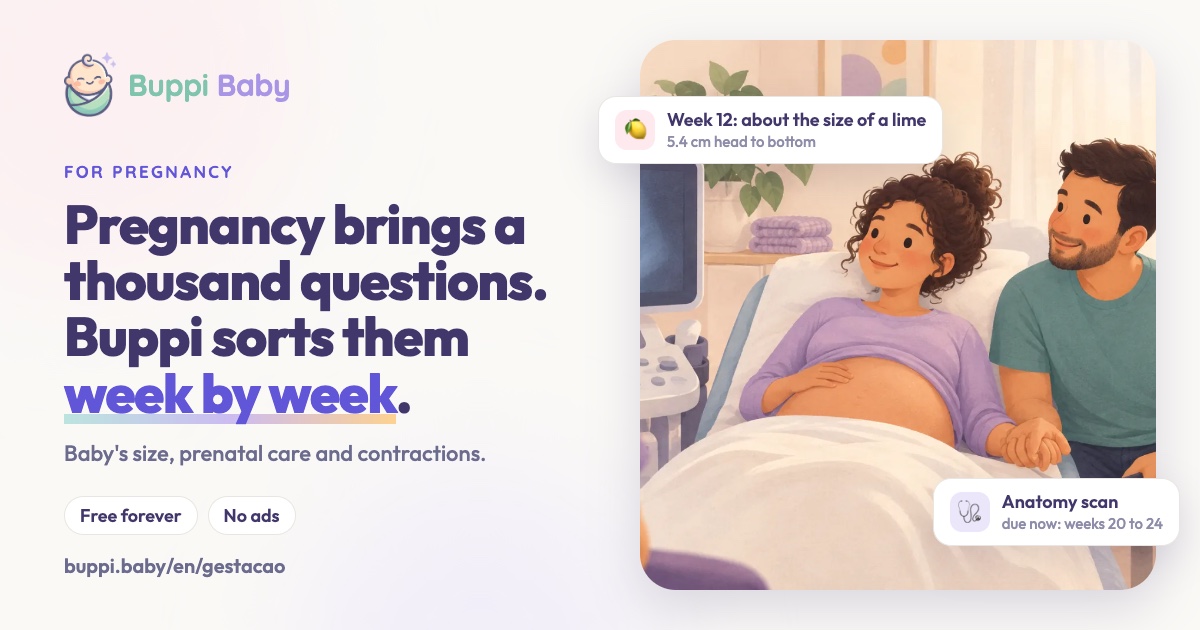 Buppi Baby
FOR PREGNANCY
Pregnancy brings a
thousand questions.
Buppi sorts them
week by week.
Baby's size, prenatal care and contractions.
Free forever
No ads
buppi.baby/en/gestacao
Week 12: about the size of a lime
5.4 cm head to bottom
Anatomy scan
due now: weeks 20 to 24